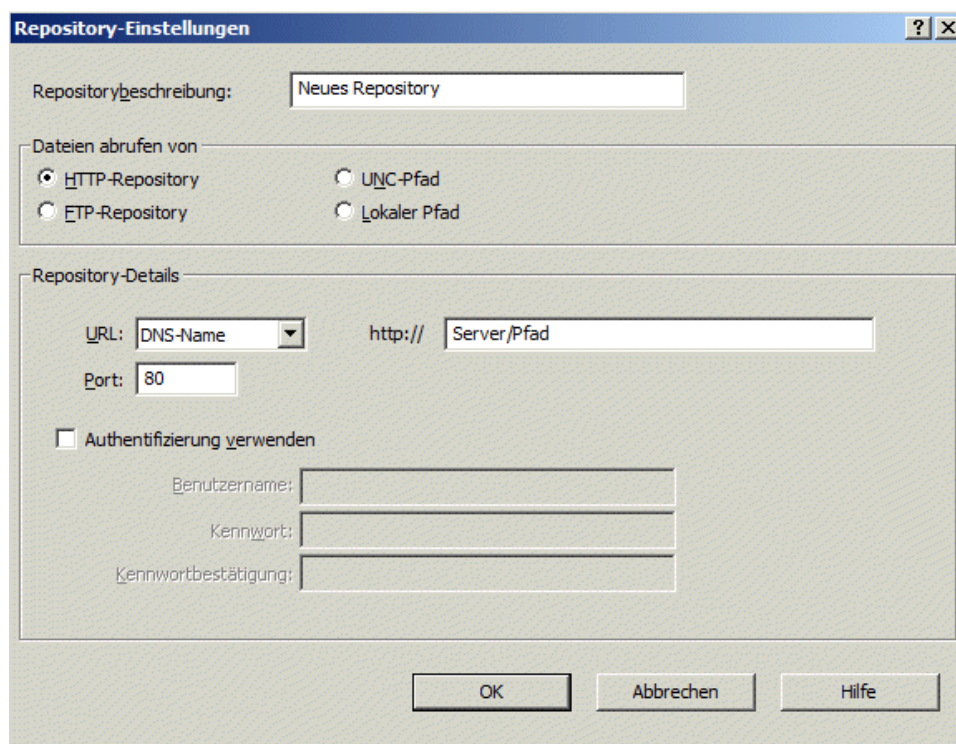 Repository-Einstellungen
Repositorybeschreibung: Neues Repository
Dateien abrufen von
HTTP-Repository UNC-Pfad
FTP-Repository Lokaler Pfad
Repository-Details
URL: DNS-Name http:// Server/Pfad
Port: 80
Authentifizierung verwenden
Benutzername:
Kennwort:
Kennwortbestätigung:
OK Abbrechen Hilfe